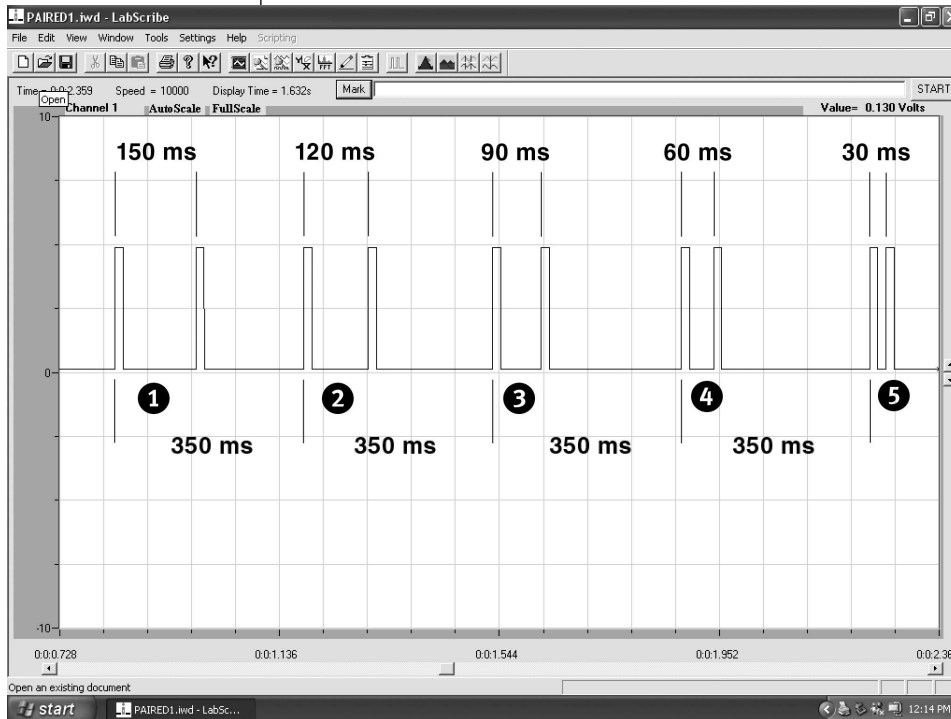 PAIRED1.iwd - LabScribe
File Edit View Window Tools Settings Help Scripting
Time = 0:0:2.359 Speed = 10000 Display Time = 1.632s Mark START
Open
Channel 1 AutoScale FullScale Value= 0.130 Volts
10
150 ms 120 ms 90 ms 60 ms 30 ms
0
1 2 3 4 5
350 ms 350 ms 350 ms 350 ms
-10
0:0:0.728 0:0:1.136 0:0:1.544 0:0:1.952 0:0:2.36
Open an existing document
start PAIRED1.iwd - LabSc... 12:14 PM